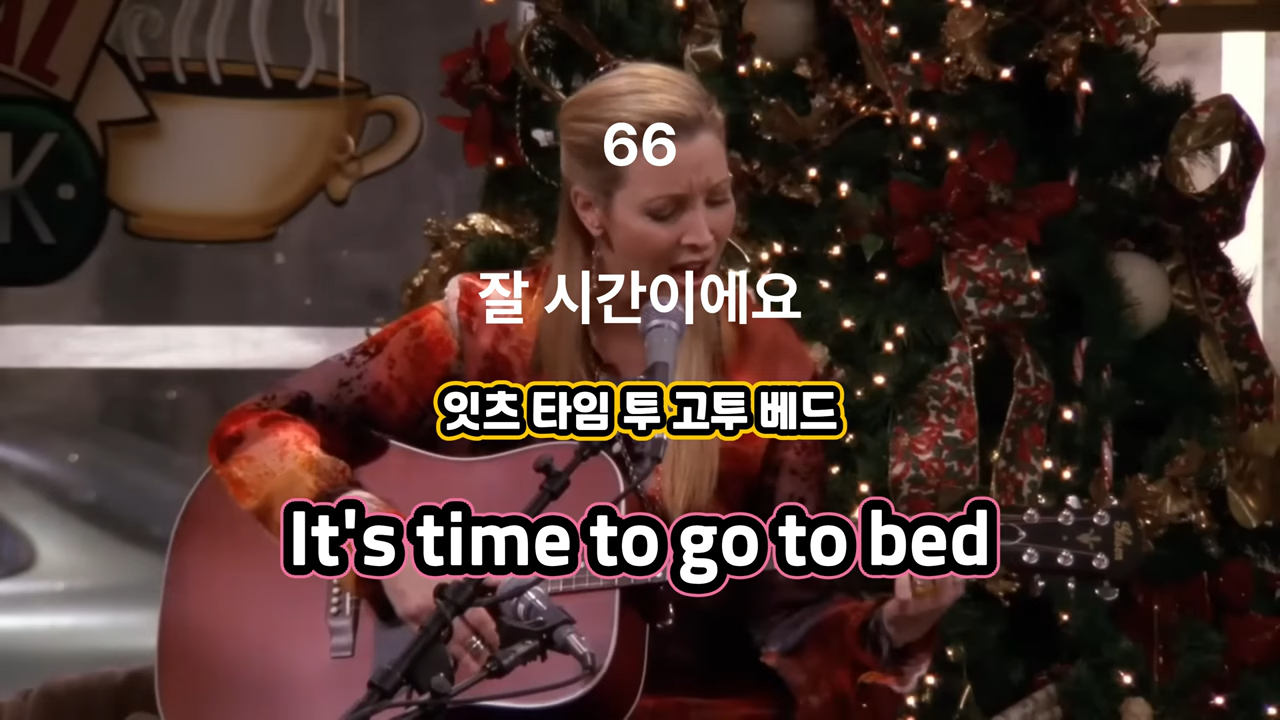 66
잘 시간이에요
잇츠 타임 투 고투 베드
It's time to go to bed
K.
Gibson